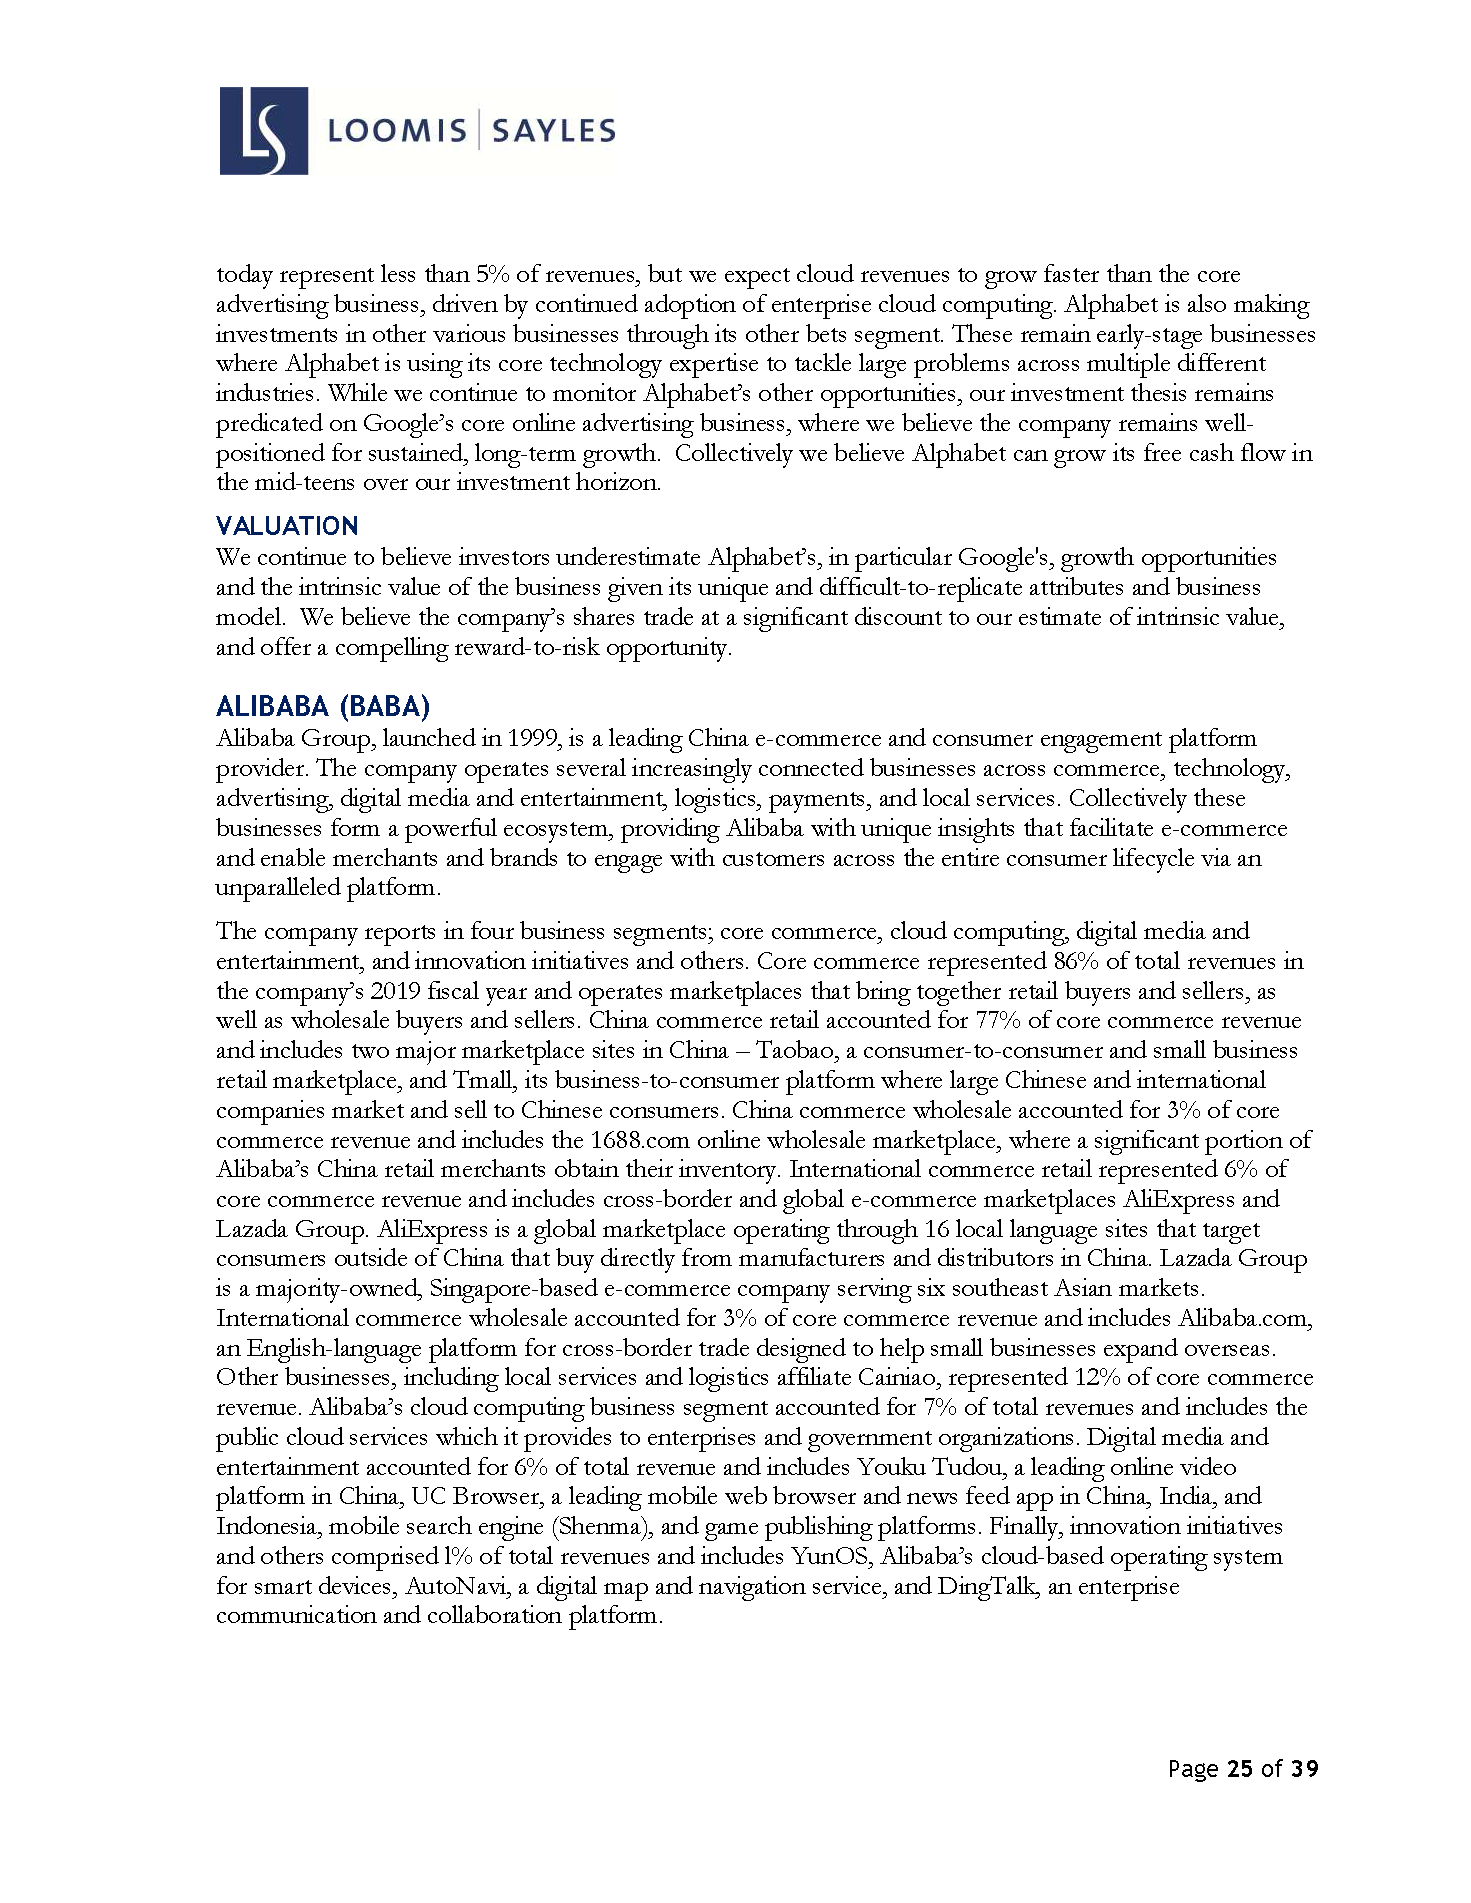 LS LOOMIS | SAYLES
today represent less than 5% of revenues, but we expect cloud revenues to grow faster than the core
advertising business, driven by continued adoption of enterprise cloud computing. Alphabet is also making
investments in other various businesses through its other bets segment. These remain early-stage businesses
where Alphabet is using its core technology expertise to tackle large problems across multiple different
industries. While we continue to monitor Alphabet’s other opportunities, our investment thesis remains
predicated on Google’s core online advertising business, where we believe the company remains well-
positioned for sustained, long-term growth.  Collectively we believe Alphabet can grow its free cash flow in
the mid-teens over our investment horizon.
VALUATION
We continue to believe investors underestimate Alphabet’s, in particular Google's, growth opportunities
and the intrinsic value of the business given its unique and difficult-to-replicate attributes and business
model.  We believe the company’s shares trade at a significant discount to our estimate of intrinsic value,
and offer a compelling reward-to-risk opportunity.
ALIBABA (BABA)
Alibaba Group, launched in 1999, is a leading China e-commerce and consumer engagement platform
provider. The company operates several increasingly connected businesses across commerce, technology,
advertising, digital media and entertainment, logistics, payments, and local services. Collectively these
businesses form a powerful ecosystem, providing Alibaba with unique insights that facilitate e-commerce
and enable merchants and brands to engage with customers across the entire consumer lifecycle via an
unparalleled platform.
The company reports in four business segments; core commerce, cloud computing, digital media and
entertainment, and innovation initiatives and others. Core commerce represented 86% of total revenues in
the company’s 2019 fiscal year and operates marketplaces that bring together retail buyers and sellers, as
well as wholesale buyers and sellers. China commerce retail accounted for 77% of core commerce revenue
and includes two major marketplace sites in China – Taobao, a consumer-to-consumer and small business
retail marketplace, and Tmall, its business-to-consumer platform where large Chinese and international
companies market and sell to Chinese consumers. China commerce wholesale accounted for 3% of core
commerce revenue and includes the 1688.com online wholesale marketplace, where a significant portion of
Alibaba’s China retail merchants obtain their inventory. International commerce retail represented 6% of
core commerce revenue and includes cross-border and global e-commerce marketplaces AliExpress and
Lazada Group. AliExpress is a global marketplace operating through 16 local language sites that target
consumers outside of China that buy directly from manufacturers and distributors in China. Lazada Group
is a majority-owned, Singapore-based e-commerce company serving six southeast Asian markets.
International commerce wholesale accounted for 3% of core commerce revenue and includes Alibaba.com,
an English-language platform for cross-border trade designed to help small businesses expand overseas.
Other businesses, including local services and logistics affiliate Cainiao, represented 12% of core commerce
revenue. Alibaba’s cloud computing business segment accounted for 7% of total revenues and includes the
public cloud services which it provides to enterprises and government organizations. Digital media and
entertainment accounted for 6% of total revenue and includes Youku Tudou, a leading online video
platform in China, UC Browser, a leading mobile web browser and news feed app in China, India, and
Indonesia, mobile search engine (Shenma), and game publishing platforms. Finally, innovation initiatives
and others comprised l% of total revenues and includes YunOS, Alibaba’s cloud-based operating system
for smart devices, AutoNavi, a digital map and navigation service, and DingTalk, an enterprise
communication and collaboration platform.
Page 25 of 39